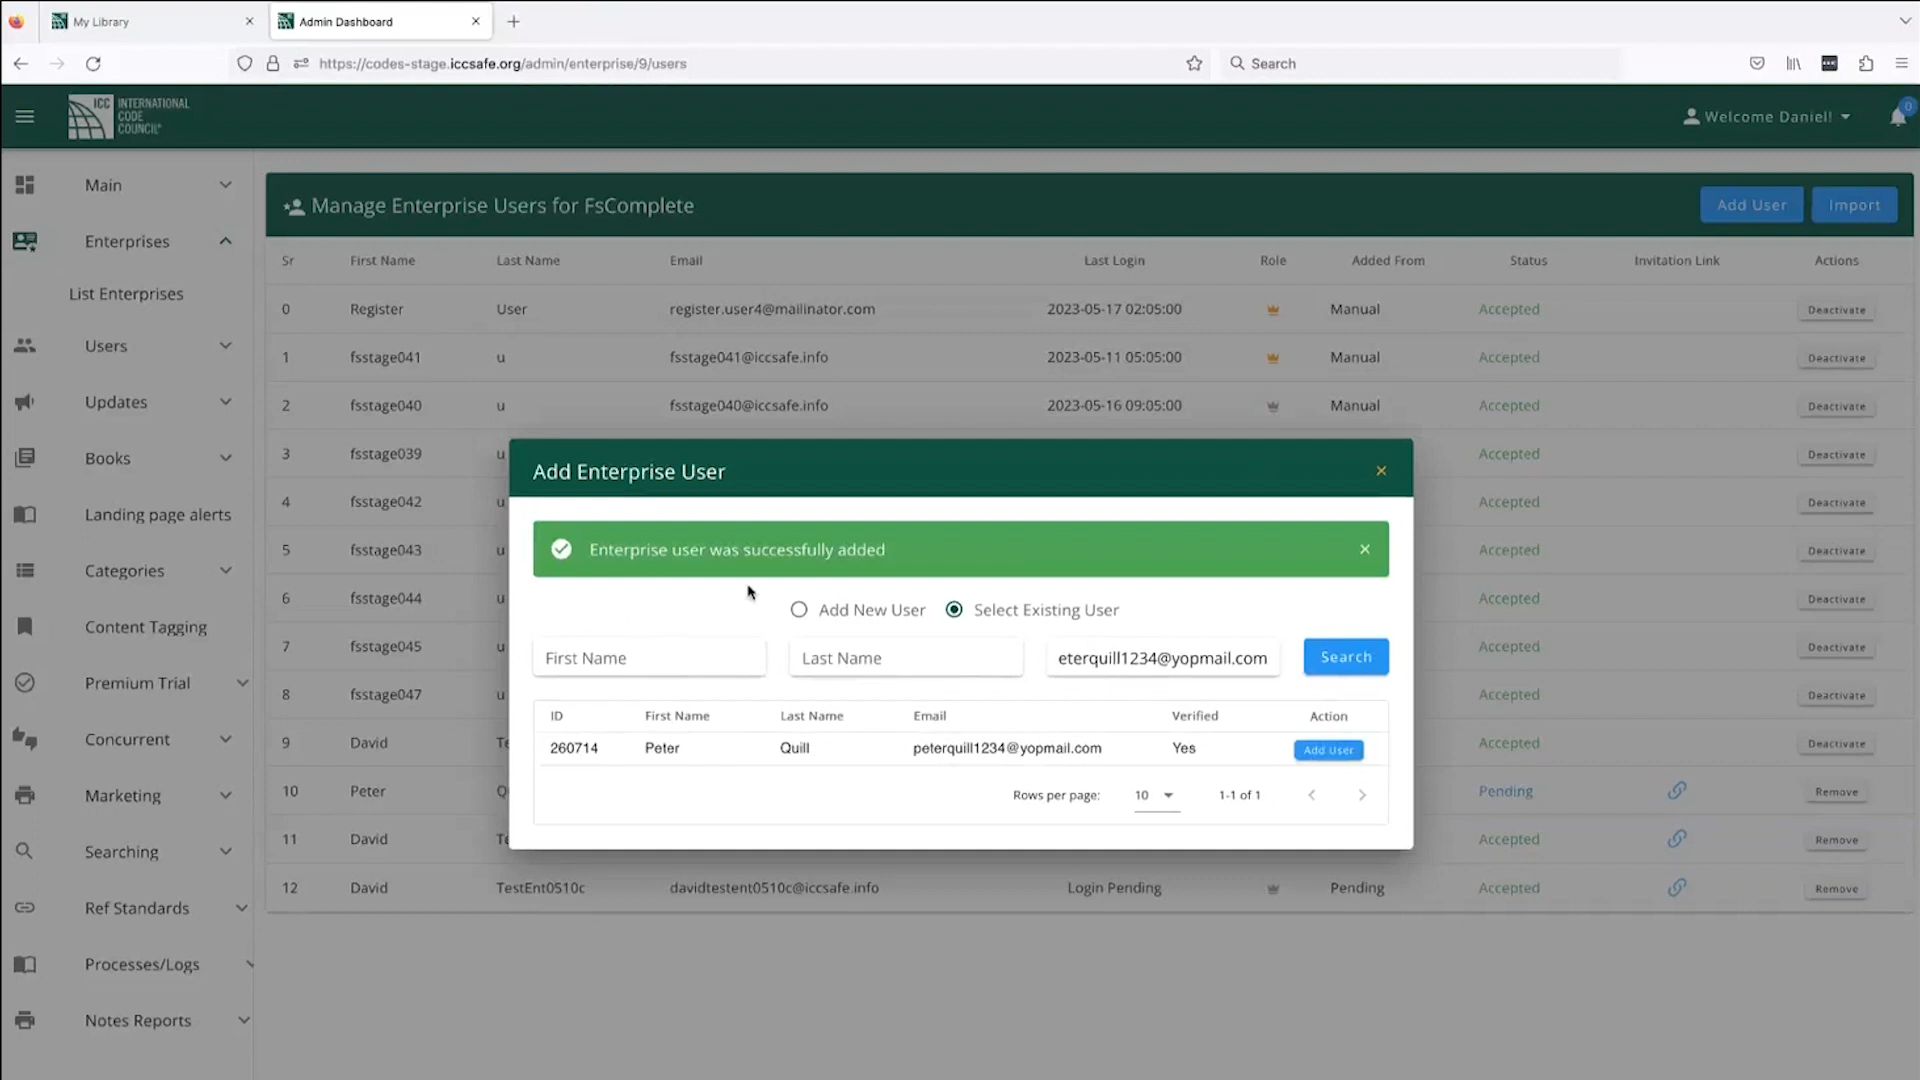 My Library
Admin Dashboard
https://codes-stage.iccsafe.org/admin/enterprise/9/users
Search
ICC INTERNATIONAL
CODE
COUNCIL
Welcome Daniel!
0
Main
Enterprises
List Enterprises
Users
Updates
Books
Landing page alerts
Categories
Content Tagging
Premium Trial
Concurrent
Marketing
Searching
Ref Standards
Processes/Logs
Notes Reports
Manage Enterprise Users for FsComplete
Add User Import
Sr First Name Last Name Email Last Login Role Added From Status Invitation Link Actions
0 Register User register.user4@mailinator.com 2023-05-17 02:05:00 Manual Accepted Deactivate
1 fsstage041 u fsstage041@iccsafe.info 2023-05-11 05:05:00 Manual Accepted Deactivate
2 fsstage040 u fsstage040@iccsafe.info 2023-05-16 09:05:00 Manual Accepted Deactivate
3 fsstage039 u Accepted Deactivate
4 fsstage042 u Accepted Deactivate
5 fsstage043 u Accepted Deactivate
6 fsstage044 u Accepted Deactivate
7 fsstage045 u Accepted Deactivate
8 fsstage047 u Accepted Deactivate
9 David Accepted Deactivate
10 Peter Pending Remove
11 David Accepted Remove
12 David TestEnt0510c davidtestent0510c@iccsafe.info Login Pending Pending Accepted Remove
Add Enterprise User
Enterprise user was successfully added
Add New User Select Existing User
First Name Last Name eterquill1234@yopmail.com Search
ID First Name Last Name Email Verified Action
260714 Peter Quill peterquill1234@yopmail.com Yes Add User
Rows per page: 10 1-1 of 1